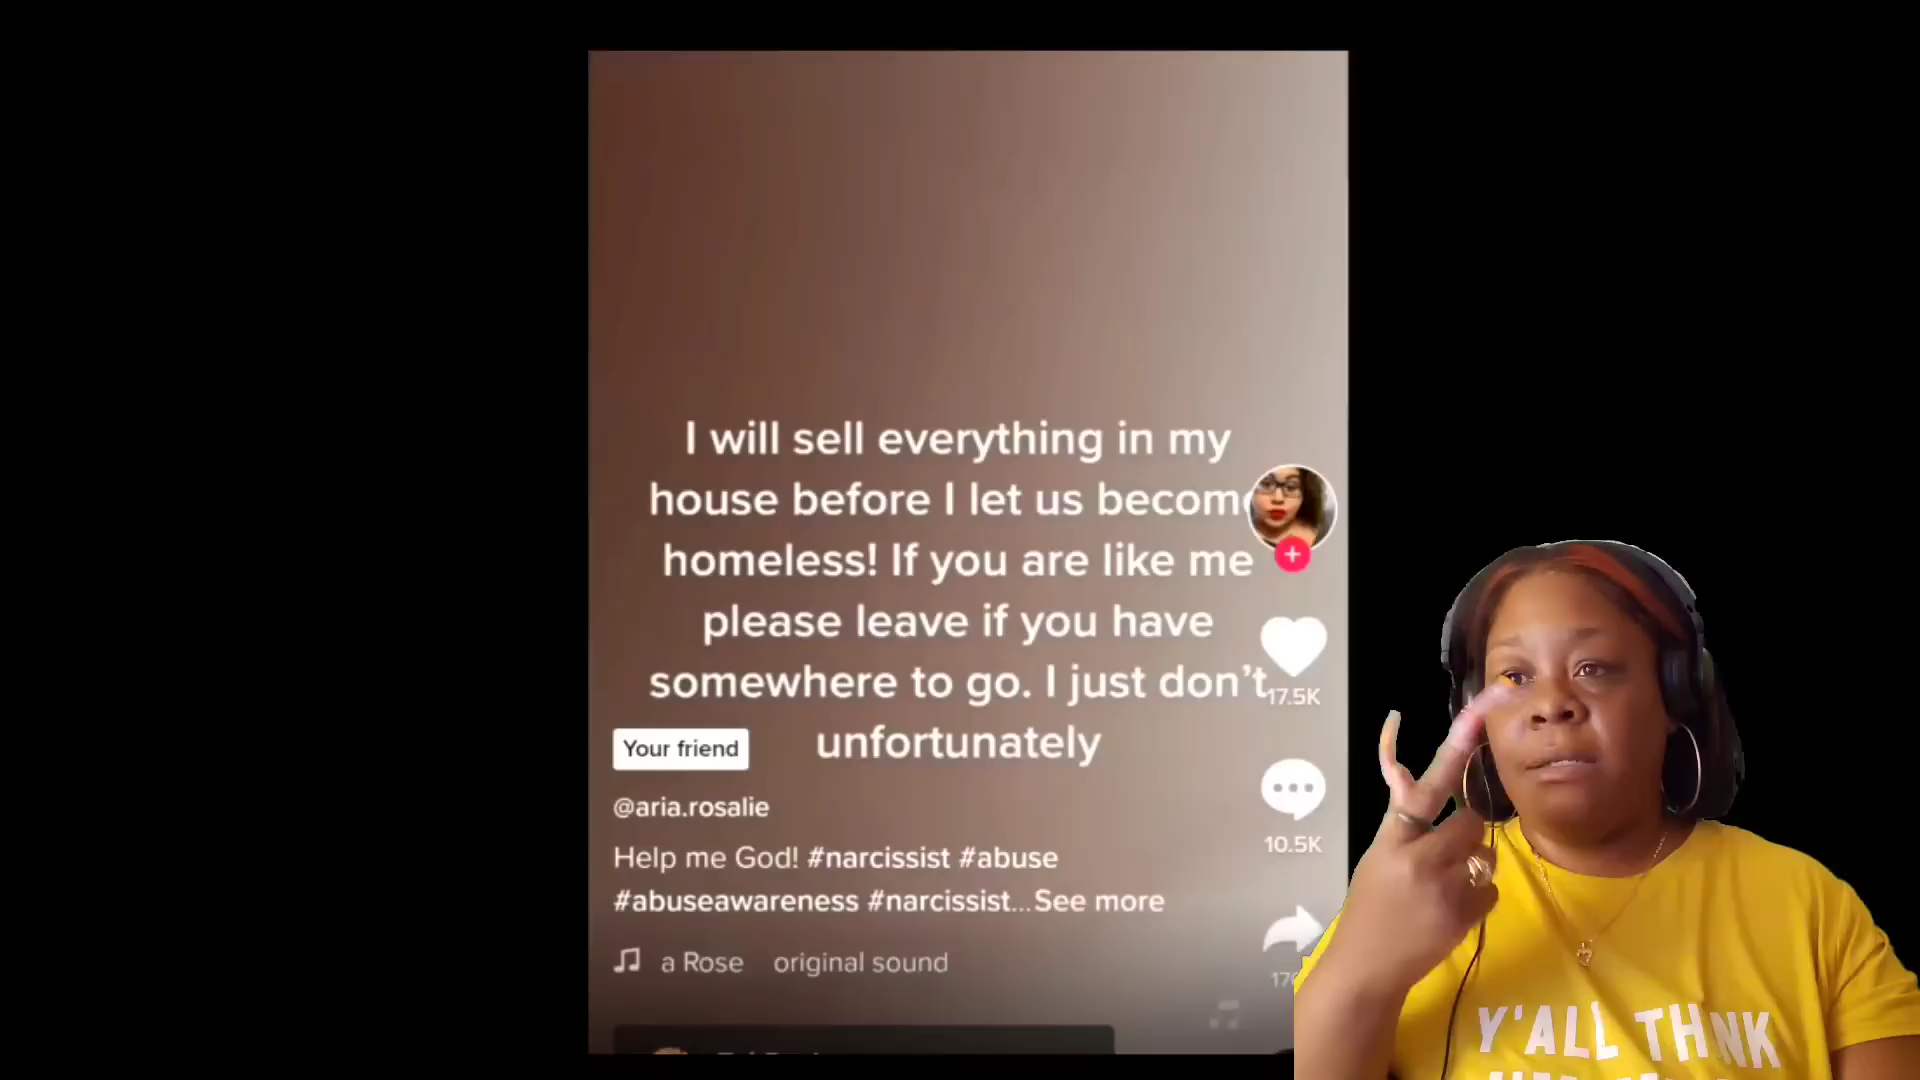 I will sell everything in my
house before I let us become
homeless! If you are like me
please leave if you have
somewhere to go. I just don't
unfortunately
17.5K
Your friend
@aria.rosalie
10.5K
Help me God! #narcissist #abuse
#abuseawareness #narcissist...See more
a Rose original sound
Y'ALL TH NK